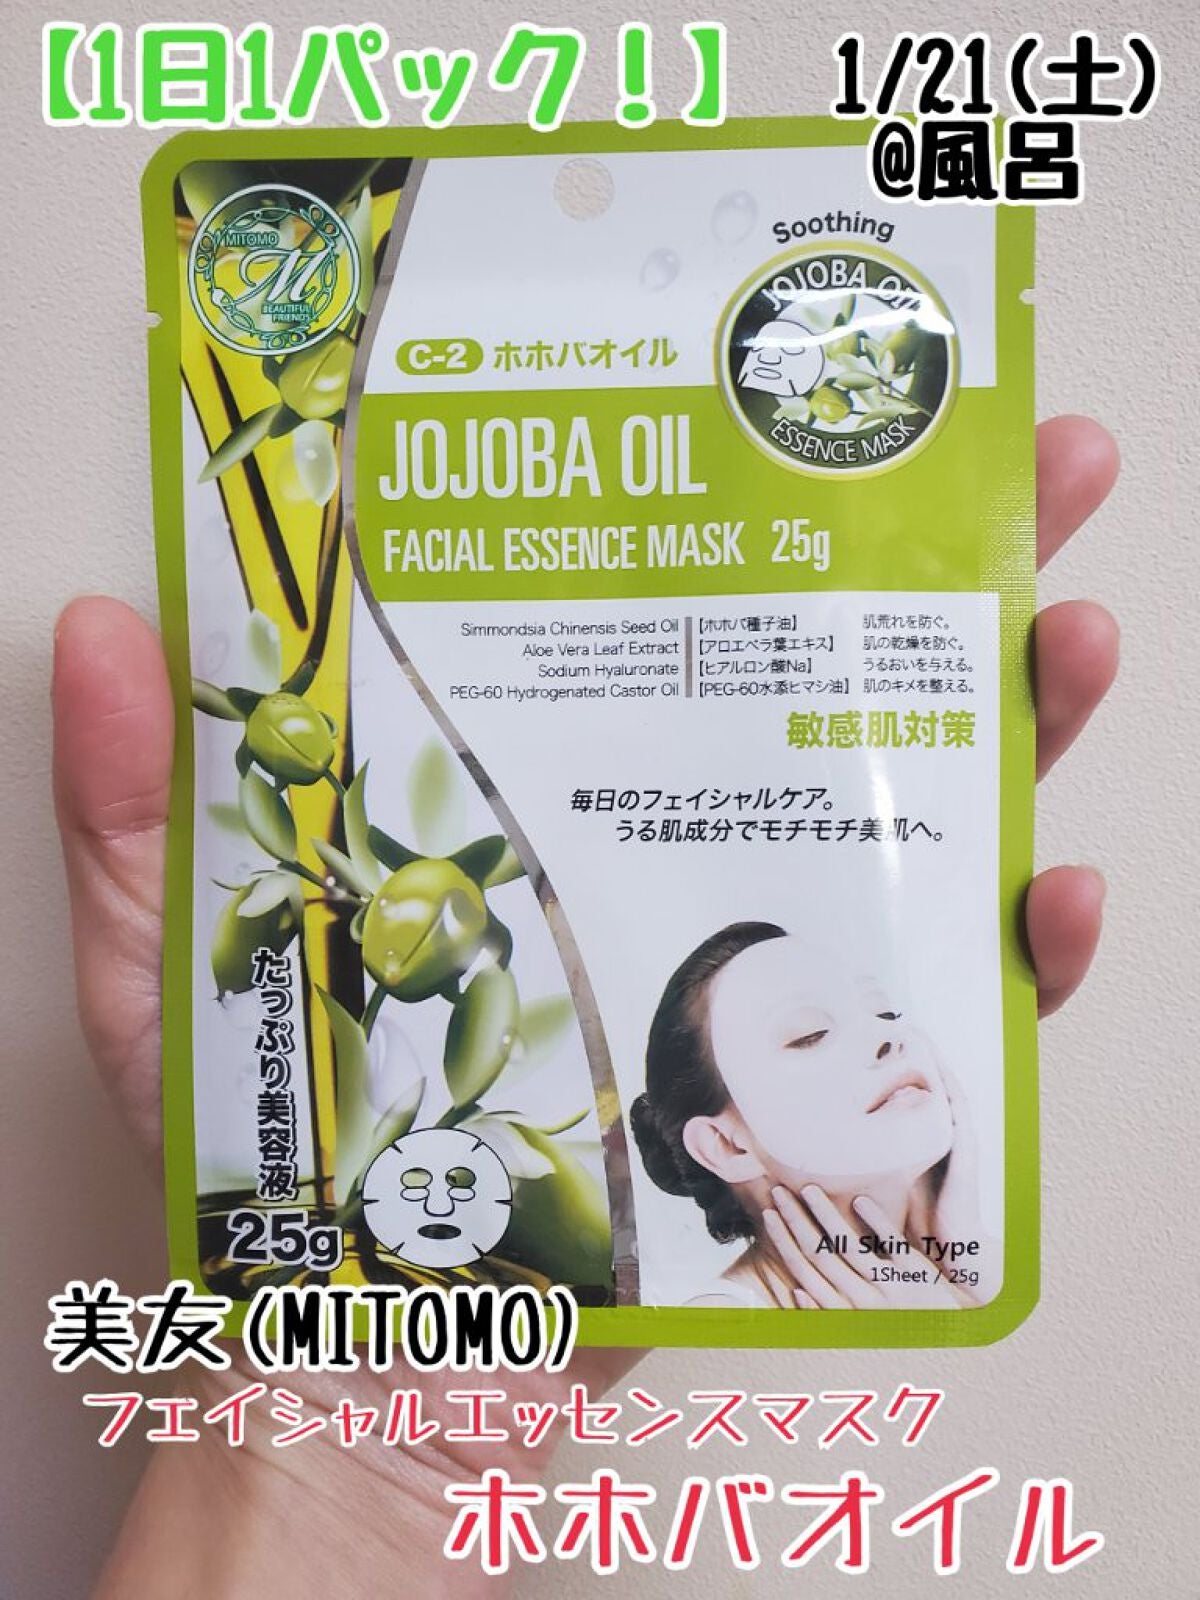 【1日1パック！】
1/21(土)
@風呂
MITOMO
M
BEAUTIFUL
FRIENDS
Soothing
JOJOBA OIL
ESSENCE MASK
C-2 ホホバオイル
JOJOBA OIL
FACIAL ESSENCE MASK 25g
Simmondsia Chinensis Seed Oil 【ホホバ種子油】 肌荒れを防ぐ。
Aloe Vera Leaf Extract 【アロエベラ葉エキス】 肌の乾燥を防ぐ。
Sodium Hyaluronate 【ヒアルロン酸Na】 うるおいを与える。
PEG-60 Hydrogenated Castor Oil 【PEG-60水添ヒマシ油】 肌のキメを整える。
敏感肌対策
毎日のフェイシャルケア。
うる肌成分でモチモチ美肌へ。
たっぷり美容液
25g
All Skin Type
1Sheet / 25g
美友(MITOMO)
フェイシャルエッセンスマスク
ホホバオイル